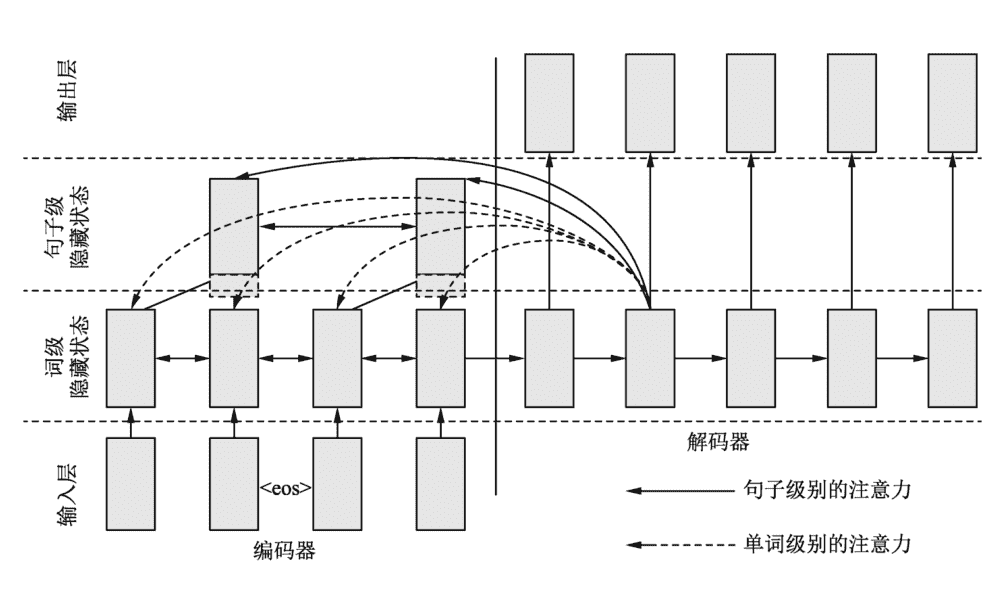 输出层
句子级
隐藏状态
词级
隐藏状态
输入层
<eos>
编码器
解码器
句子级别的注意力
单词级别的注意力